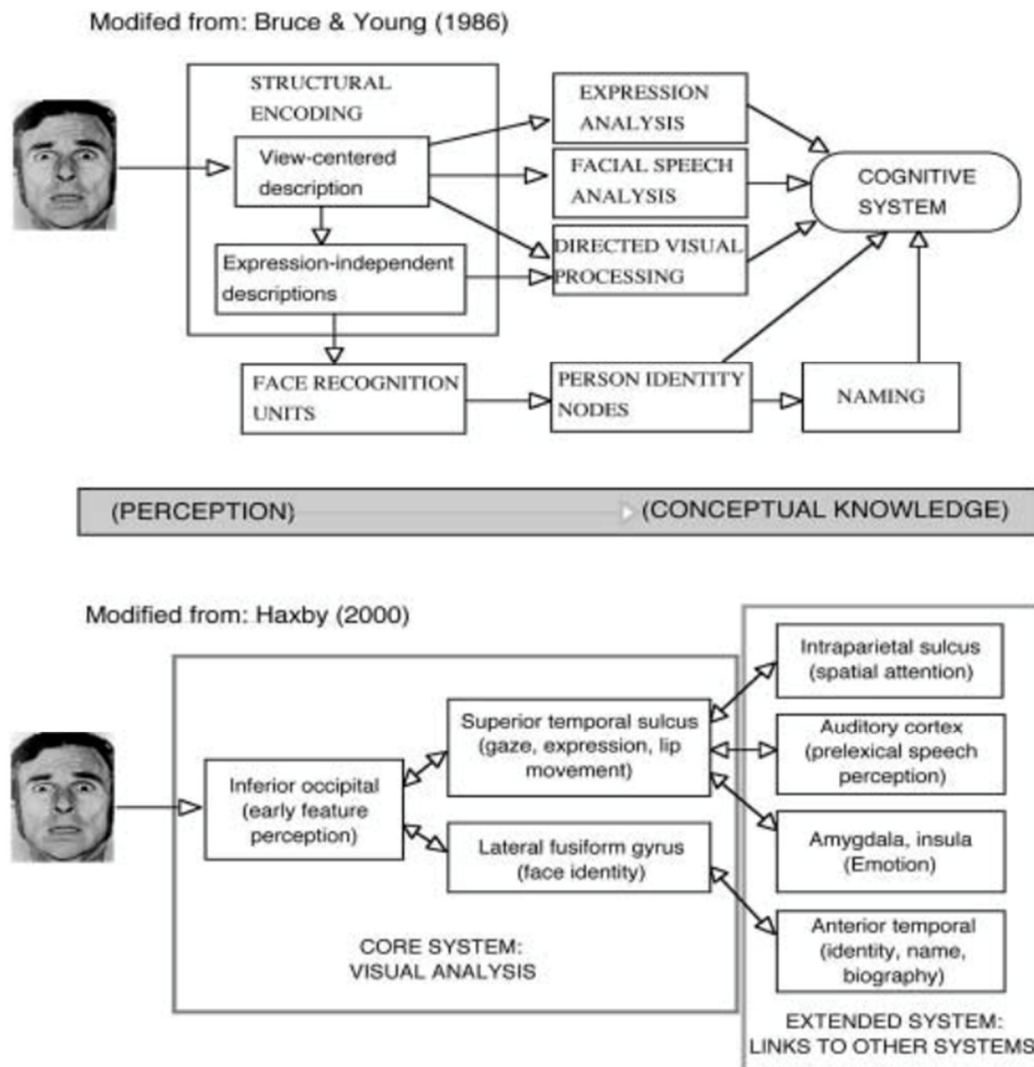 Modifed from: Bruce & Young (1986)
STRUCTURAL
ENCODING
View-centered
description
Expression-independent
descriptions
EXPRESSION
ANALYSIS
FACIAL SPEECH
ANALYSIS
DIRECTED VISUAL
PROCESSING
COGNITIVE
SYSTEM
FACE RECOGNITION
UNITS
PERSON IDENTITY
NODES
NAMING
(PERCEPTION)
(CONCEPTUAL KNOWLEDGE)
Modified from: Haxby (2000)
Inferior occipital
(early feature
perception)
Superior temporal sulcus
(gaze, expression, lip
movement)
Lateral fusiform gyrus
(face identity)
CORE SYSTEM:
VISUAL ANALYSIS
Intraparietal sulcus
(spatial attention)
Auditory cortex
(prelexical speech
perception)
Amygdala, insula
(Emotion)
Anterior temporal
(identity, name,
biography)
EXTENDED SYSTEM:
LINKS TO OTHER SYSTEMS